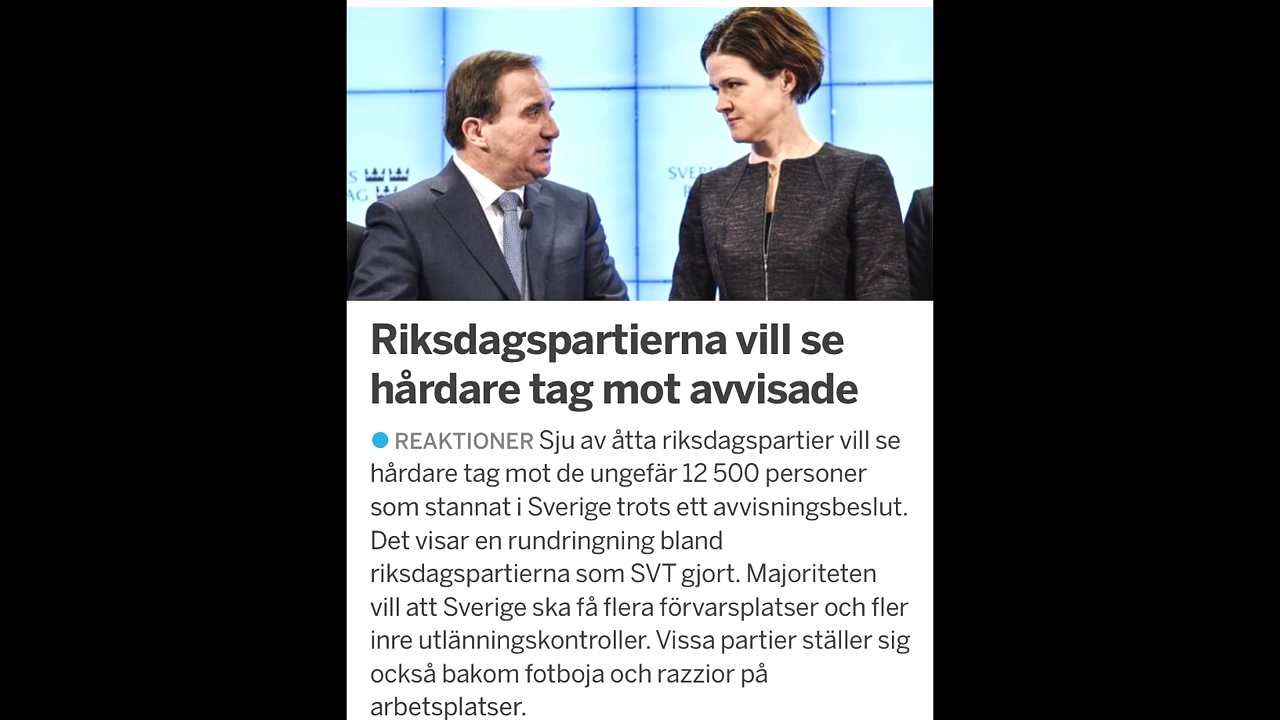 S
AG
SVERI
R
Riksdagspartierna vill se
hårdare tag mot avvisade
REAKTIONER Sju av åtta riksdagspartier vill se
hårdare tag mot de ungefär 12 500 personer
som stannat i Sverige trots ett avvisningsbeslut.
Det visar en rundringning bland
riksdagspartierna som SVT gjort. Majoriteten
vill att Sverige ska få flera förvarsplatser och fler
inre utlänningskontroller. Vissa partier ställer sig
också bakom fotboja och razzior på
arbetsplatser.